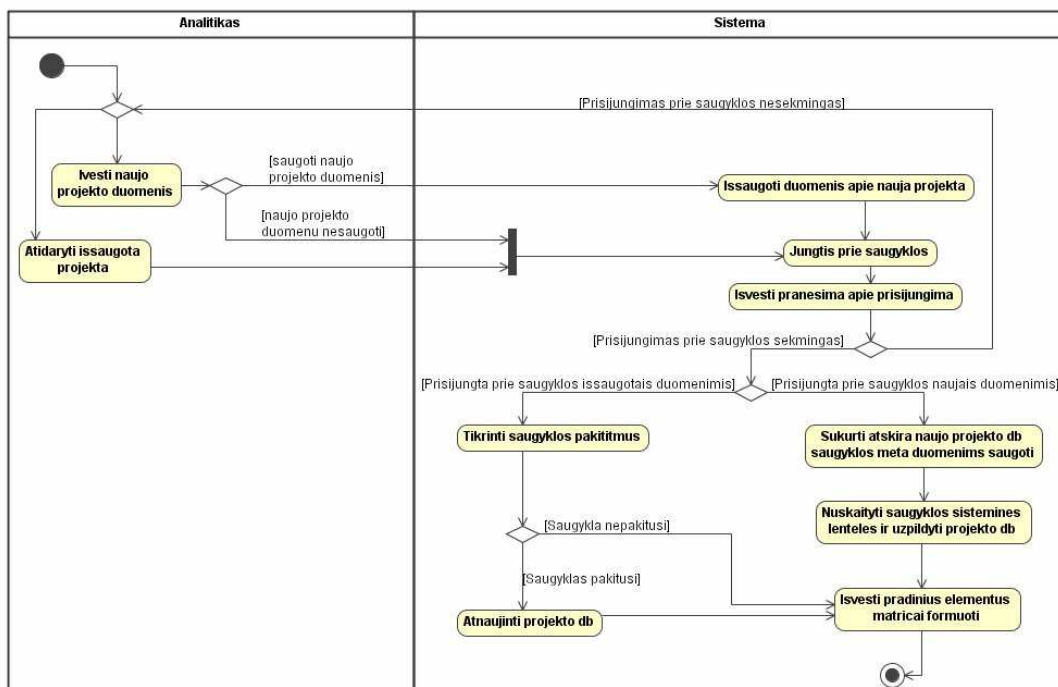 Analitikas
Sistema
[Prisijungimas prie saugyklos nesekmingas]
Ivesti naujo
projekto duomenis
[saugoti naujo
projekto duomenis]
Issaugoti duomenis apie nauja projekta
[naujo projekto
duomenu nesaugoti]
Atidaryti issaugota
projekta
Jungtis prie saugyklos
Isvesti pranesima apie prisijungima
[Prisijungimas prie saugyklos sekmingas]
[Prisijungta prie saugyklos issaugotais duomenimis]
[Prisijungta prie saugyklos naujais duomenimis]
Tikrinti saugyklos pakititmus
Sukurti atskira naujo projekto db
saugyklos meta duomenims saugoti
[Saugykla nepakitusi]
Nuskaityti saugyklos sistemines
lenteles ir uzpildyti projekto db
[Saugyklas pakitusi]
Atnaujinti projekto db
Isvesti pradinius elementus
matricai formuoti